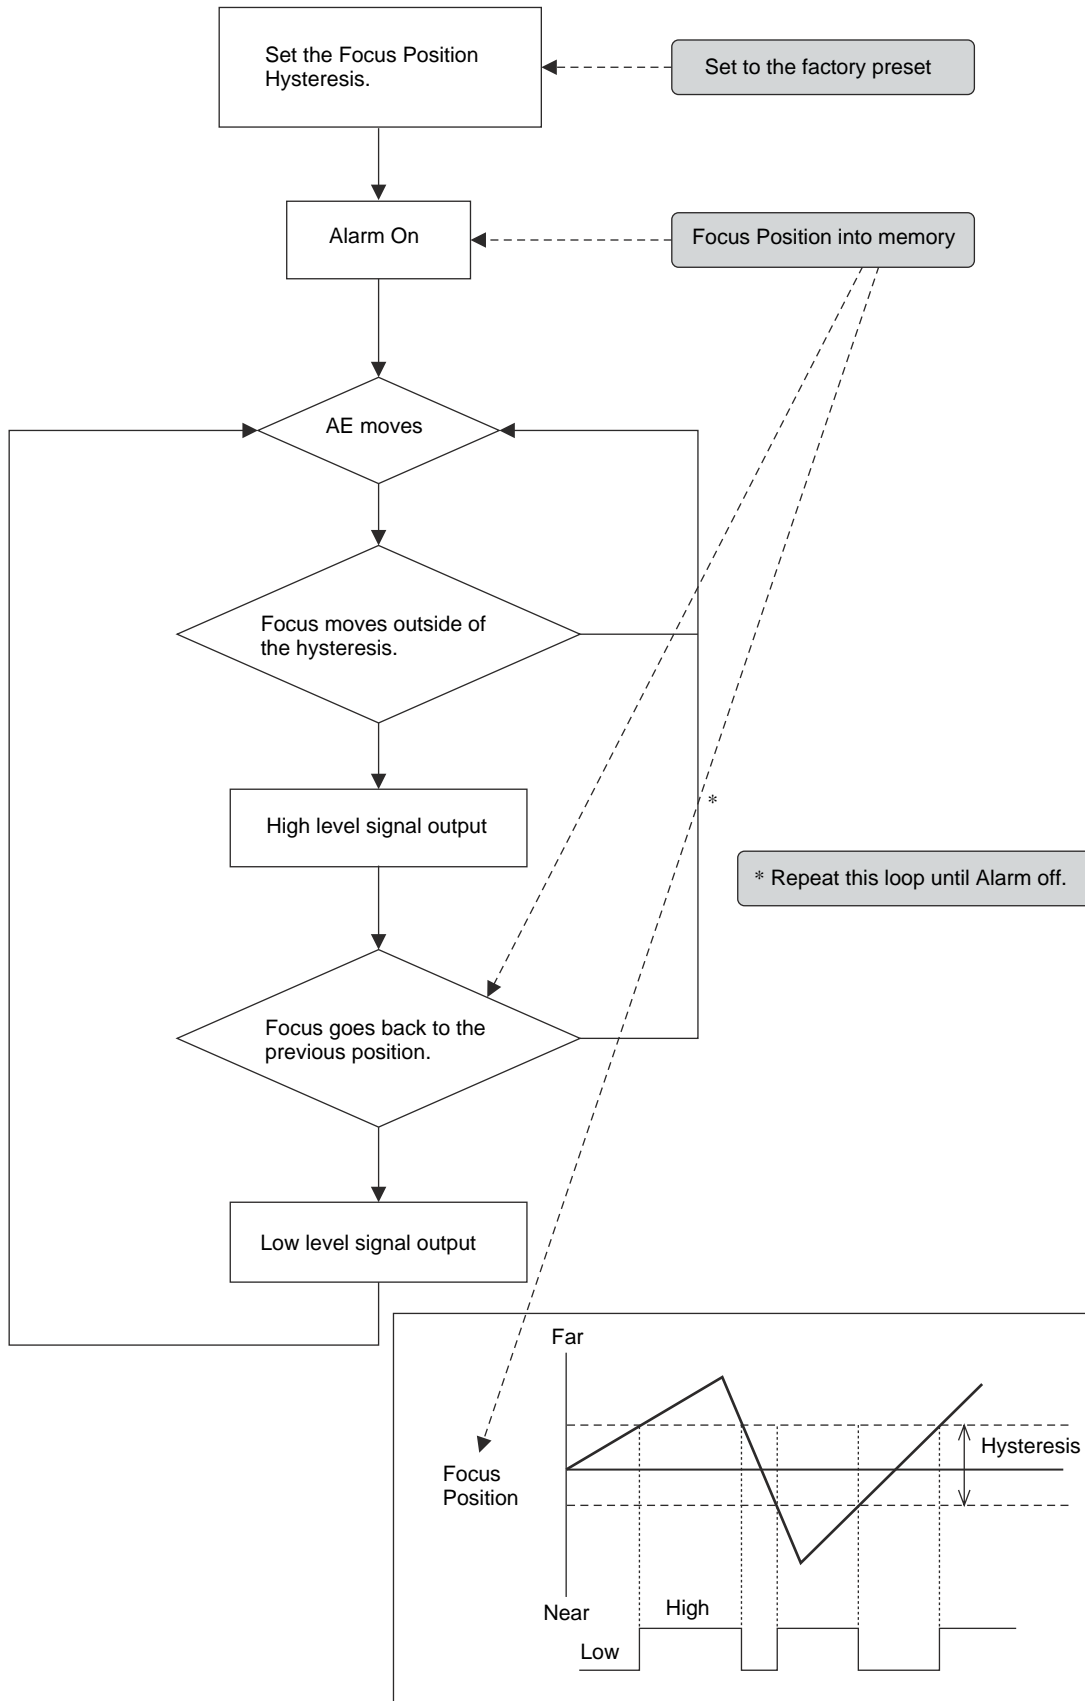 Set the Focus Position
Hysteresis.
Set to the factory preset
Alarm On
Focus Position into memory
AE moves
Focus moves outside of
the hysteresis.
High level signal output
*
* Repeat this loop until Alarm off.
Focus goes back to the
previous position.
Low level signal output
Far
Hysteresis
Focus
Position
Near
High
Low